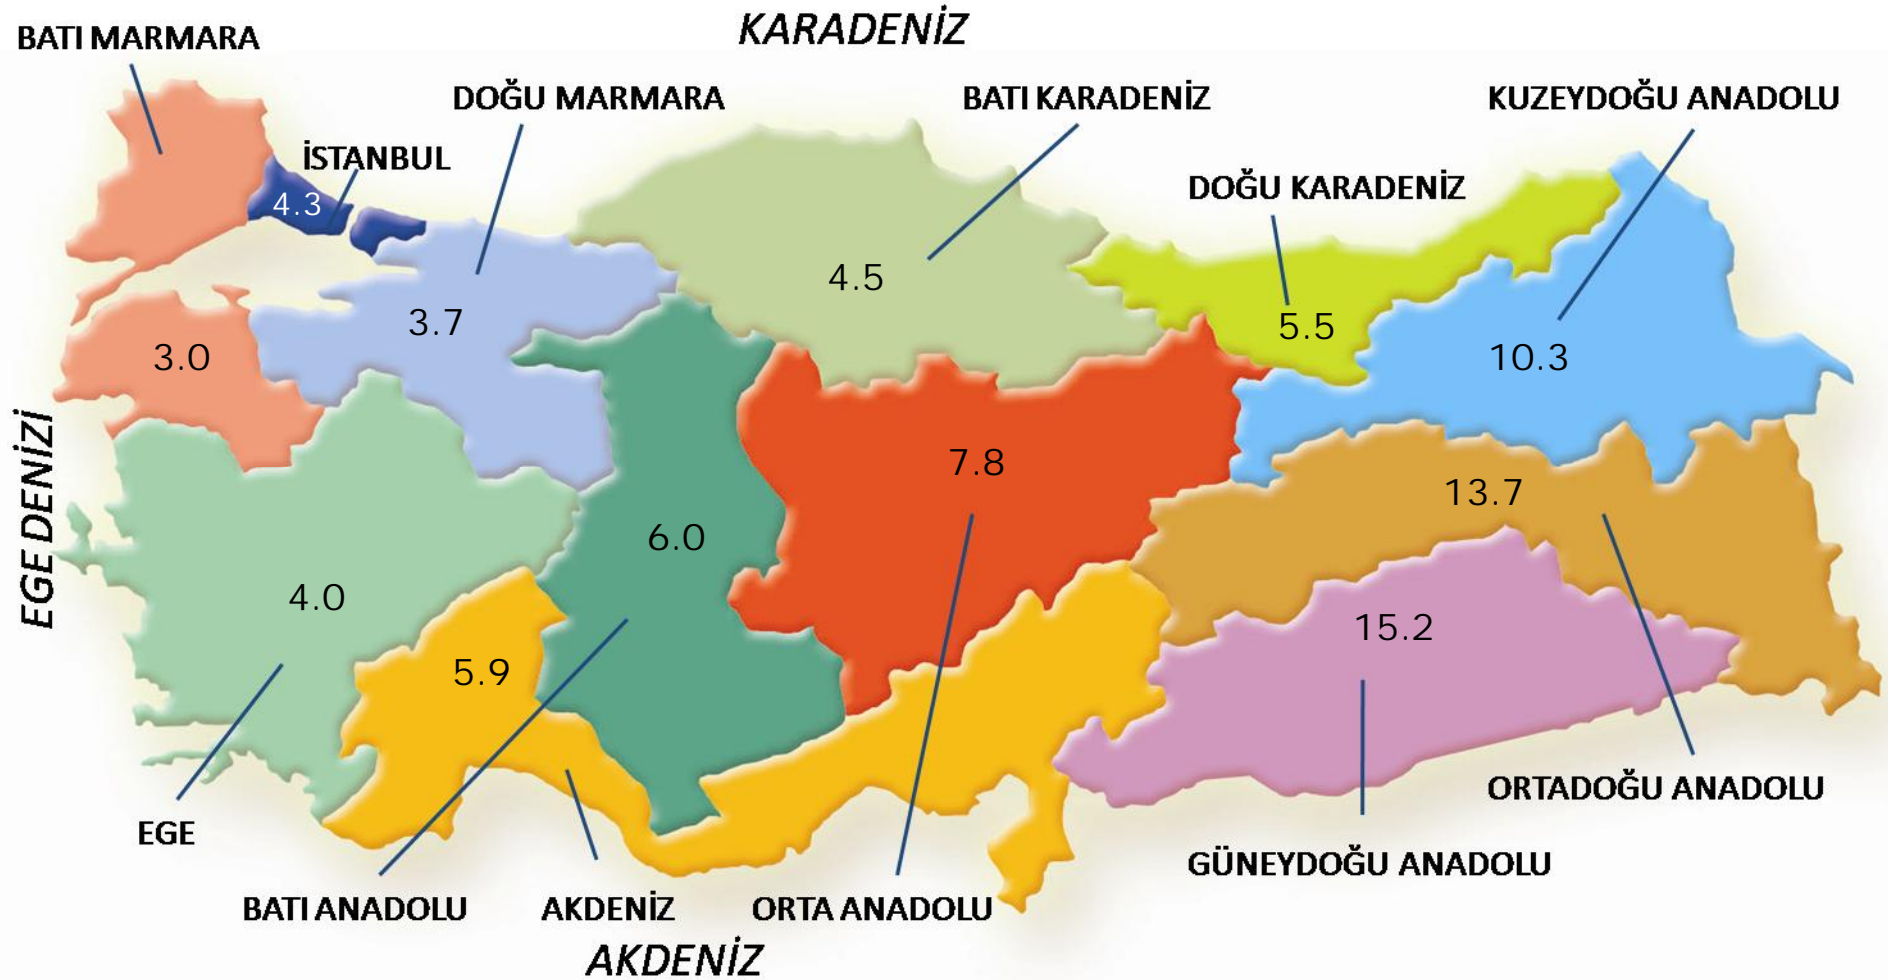 KARADENİZ
BATI MARMARA
DOĞU MARMARA
BATI KARADENİZ
KUZEYDOĞU ANADOLU
İSTANBUL
DOĞU KARADENİZ
4.3
4.5
3.7
5.5
3.0
10.3
EGE DENİZİ
7.8
13.7
6.0
4.0
15.2
5.9
ORTADOĞU ANADOLU
EGE
GÜNEYDOĞU ANADOLU
BATI ANADOLU
AKDENİZ
ORTA ANADOLU
AKDENİZ